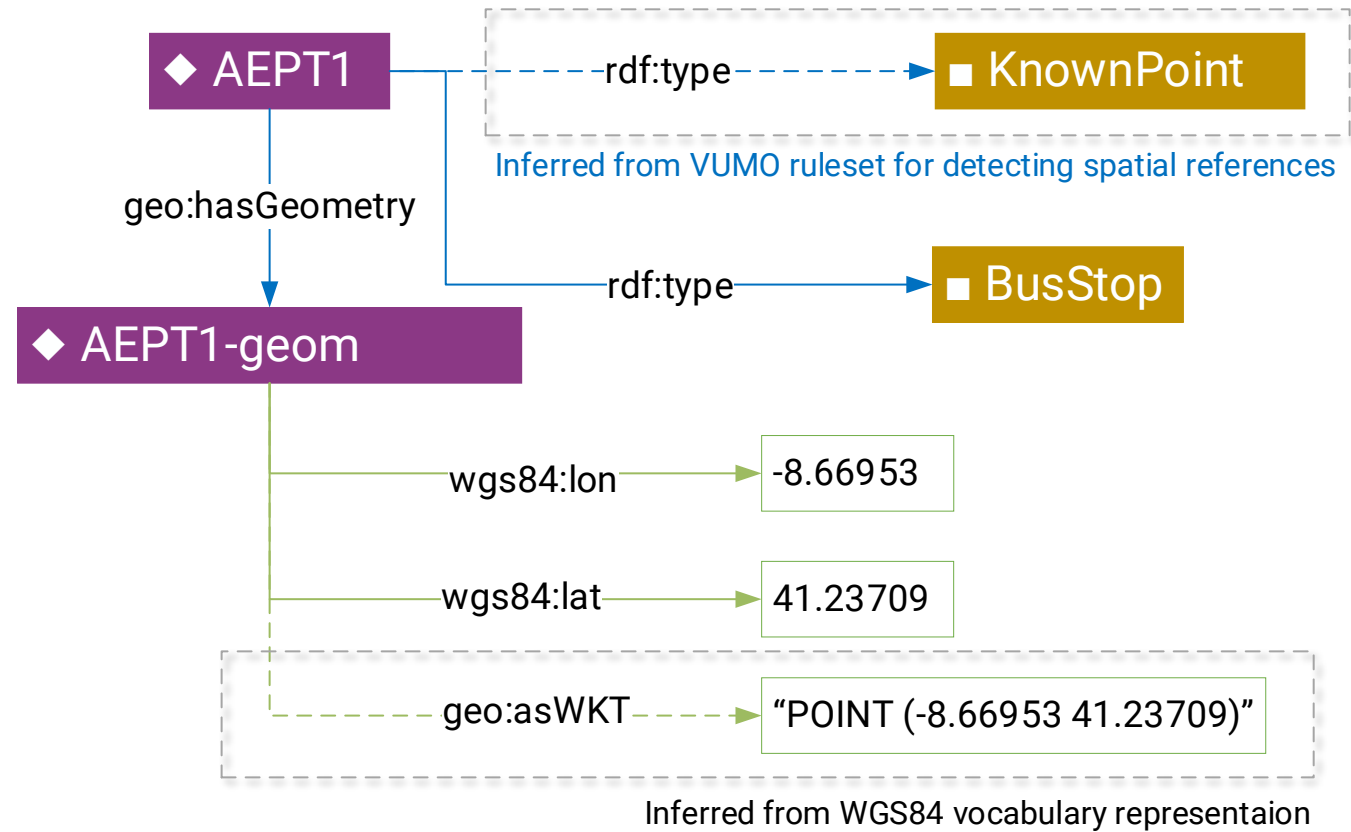 AEPT1
rdf:type
KnownPoint
Inferred from VUMO ruleset for detecting spatial references
geo:hasGeometry
rdf:type
BusStop
AEPT1-geom
wgs84:lon
-8.66953
wgs84:lat
41.23709
geo:asWKT
“POINT (-8.66953 41.23709)”
Inferred from WGS84 vocabulary representaion